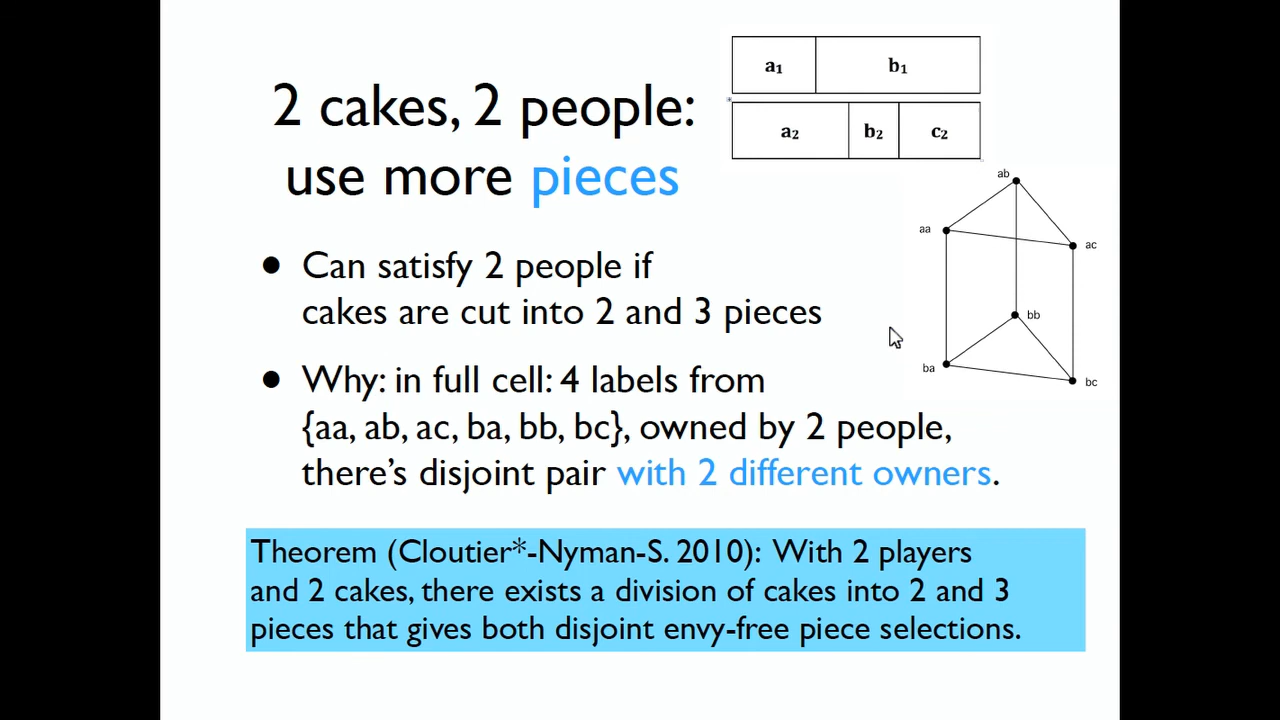 2 cakes, 2 people:
use more pieces
a₁ b₁
a₂ b₂ c₂
ab
aa
ac
bb
ba
bc
• Can satisfy 2 people if
cakes are cut into 2 and 3 pieces
• Why: in full cell: 4 labels from
{aa, ab, ac, ba, bb, bc}, owned by 2 people,
there's disjoint pair with 2 different owners.
Theorem (Cloutier*-Nyman-S. 2010): With 2 players
and 2 cakes, there exists a division of cakes into 2 and 3
pieces that gives both disjoint envy-free piece selections.